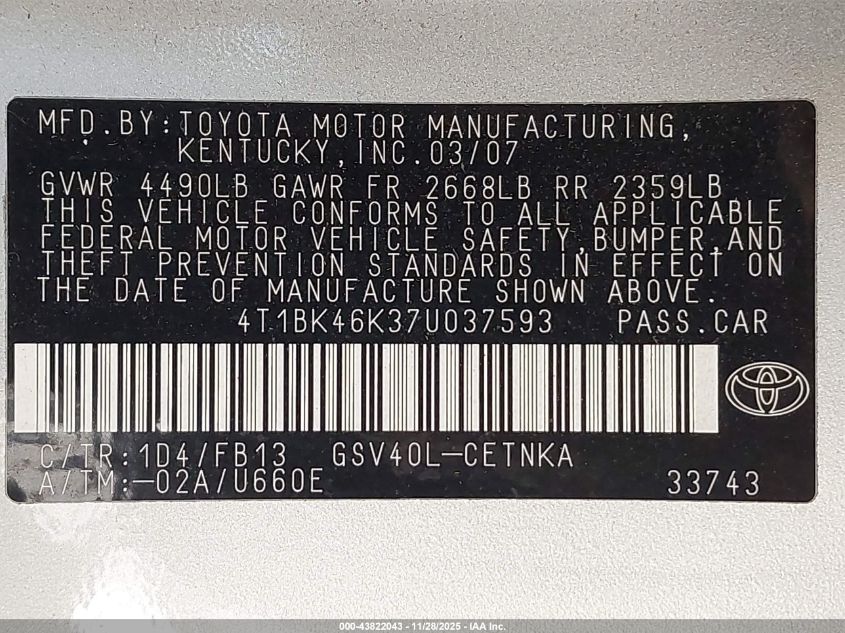 MFD.BY:TOYOTA MOTOR MANUFACTURING,
KENTUCKY,INC.03/07
GVWR 4490LB GAWR FR 2668LB RR 2359LB
THIS VEHICLE CONFORMS TO ALL APPLICABLE
FEDERAL MOTOR VEHICLE SAFETY,BUMPER,AND
THEFT PREVENTION STANDARDS IN EFFECT ON
THE DATE OF MANUFACTURE SHOWN ABOVE.
4T1BK46K37U037593 PASS.CAR
C/TR:1D4/FB13 GSV40L-CETNKA
A/TM:-02A/U660E 33743
000-43822043 - 11/28/2025 - IAA Inc.